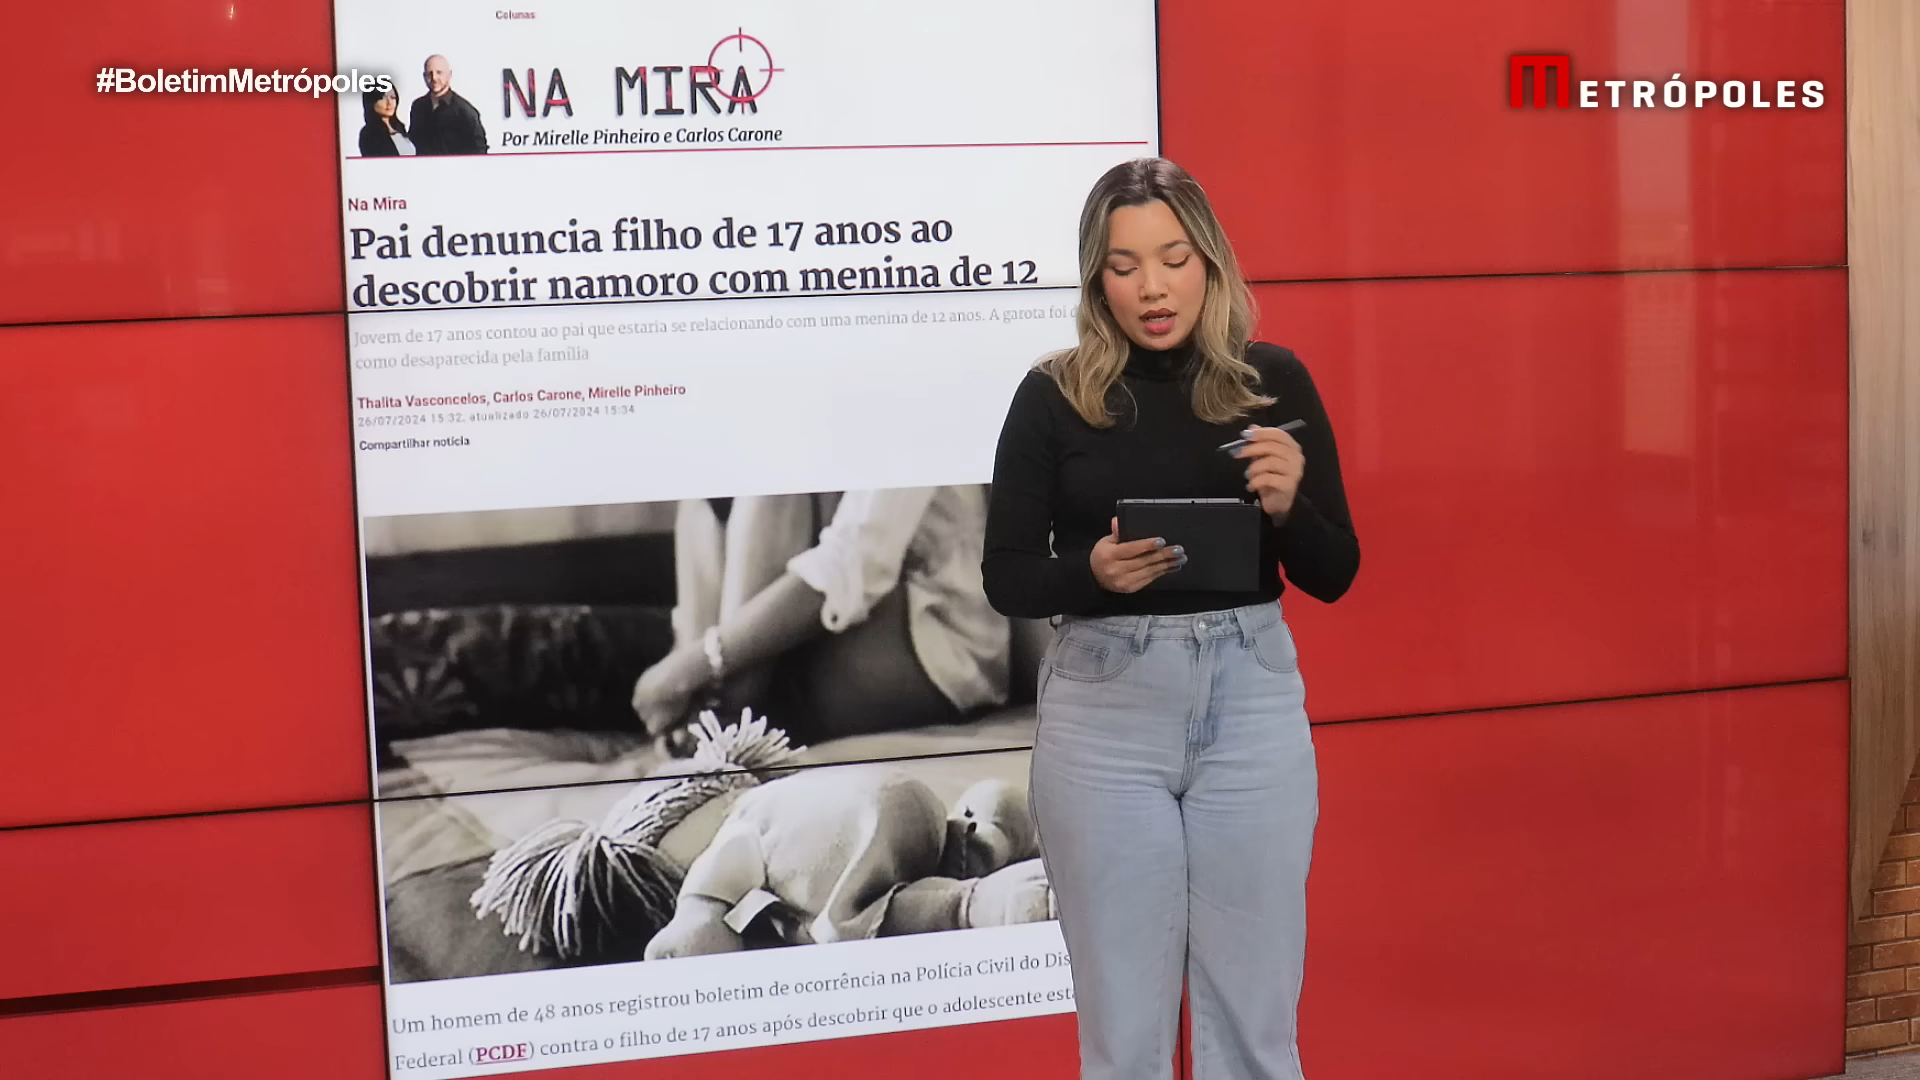 Colunas
#BoletimMetrópoles
NA MIRA
METRÓPOLES
Por Mirelle Pinheiro e Carlos Carone
Na Mira
Pai denuncia filho de 17 anos ao
descobrir namoro com menina de 12
Jovem de 17 anos contou ao pai que estaria se relacionando com uma menina de 12 anos. A garota foi d
como desaparecida pela família
Thalita Vasconcelos, Carlos Carone, Mirelle Pinheiro
26/07/2024 15:32, atualizado 26/07/2024 15:34
Compartilhar notícia
Um homem de 48 anos registrou boletim de ocorrência na Polícia Civil do Dis
Federal (PCDF) contra o filho de 17 anos após descobrir que o adolescente est